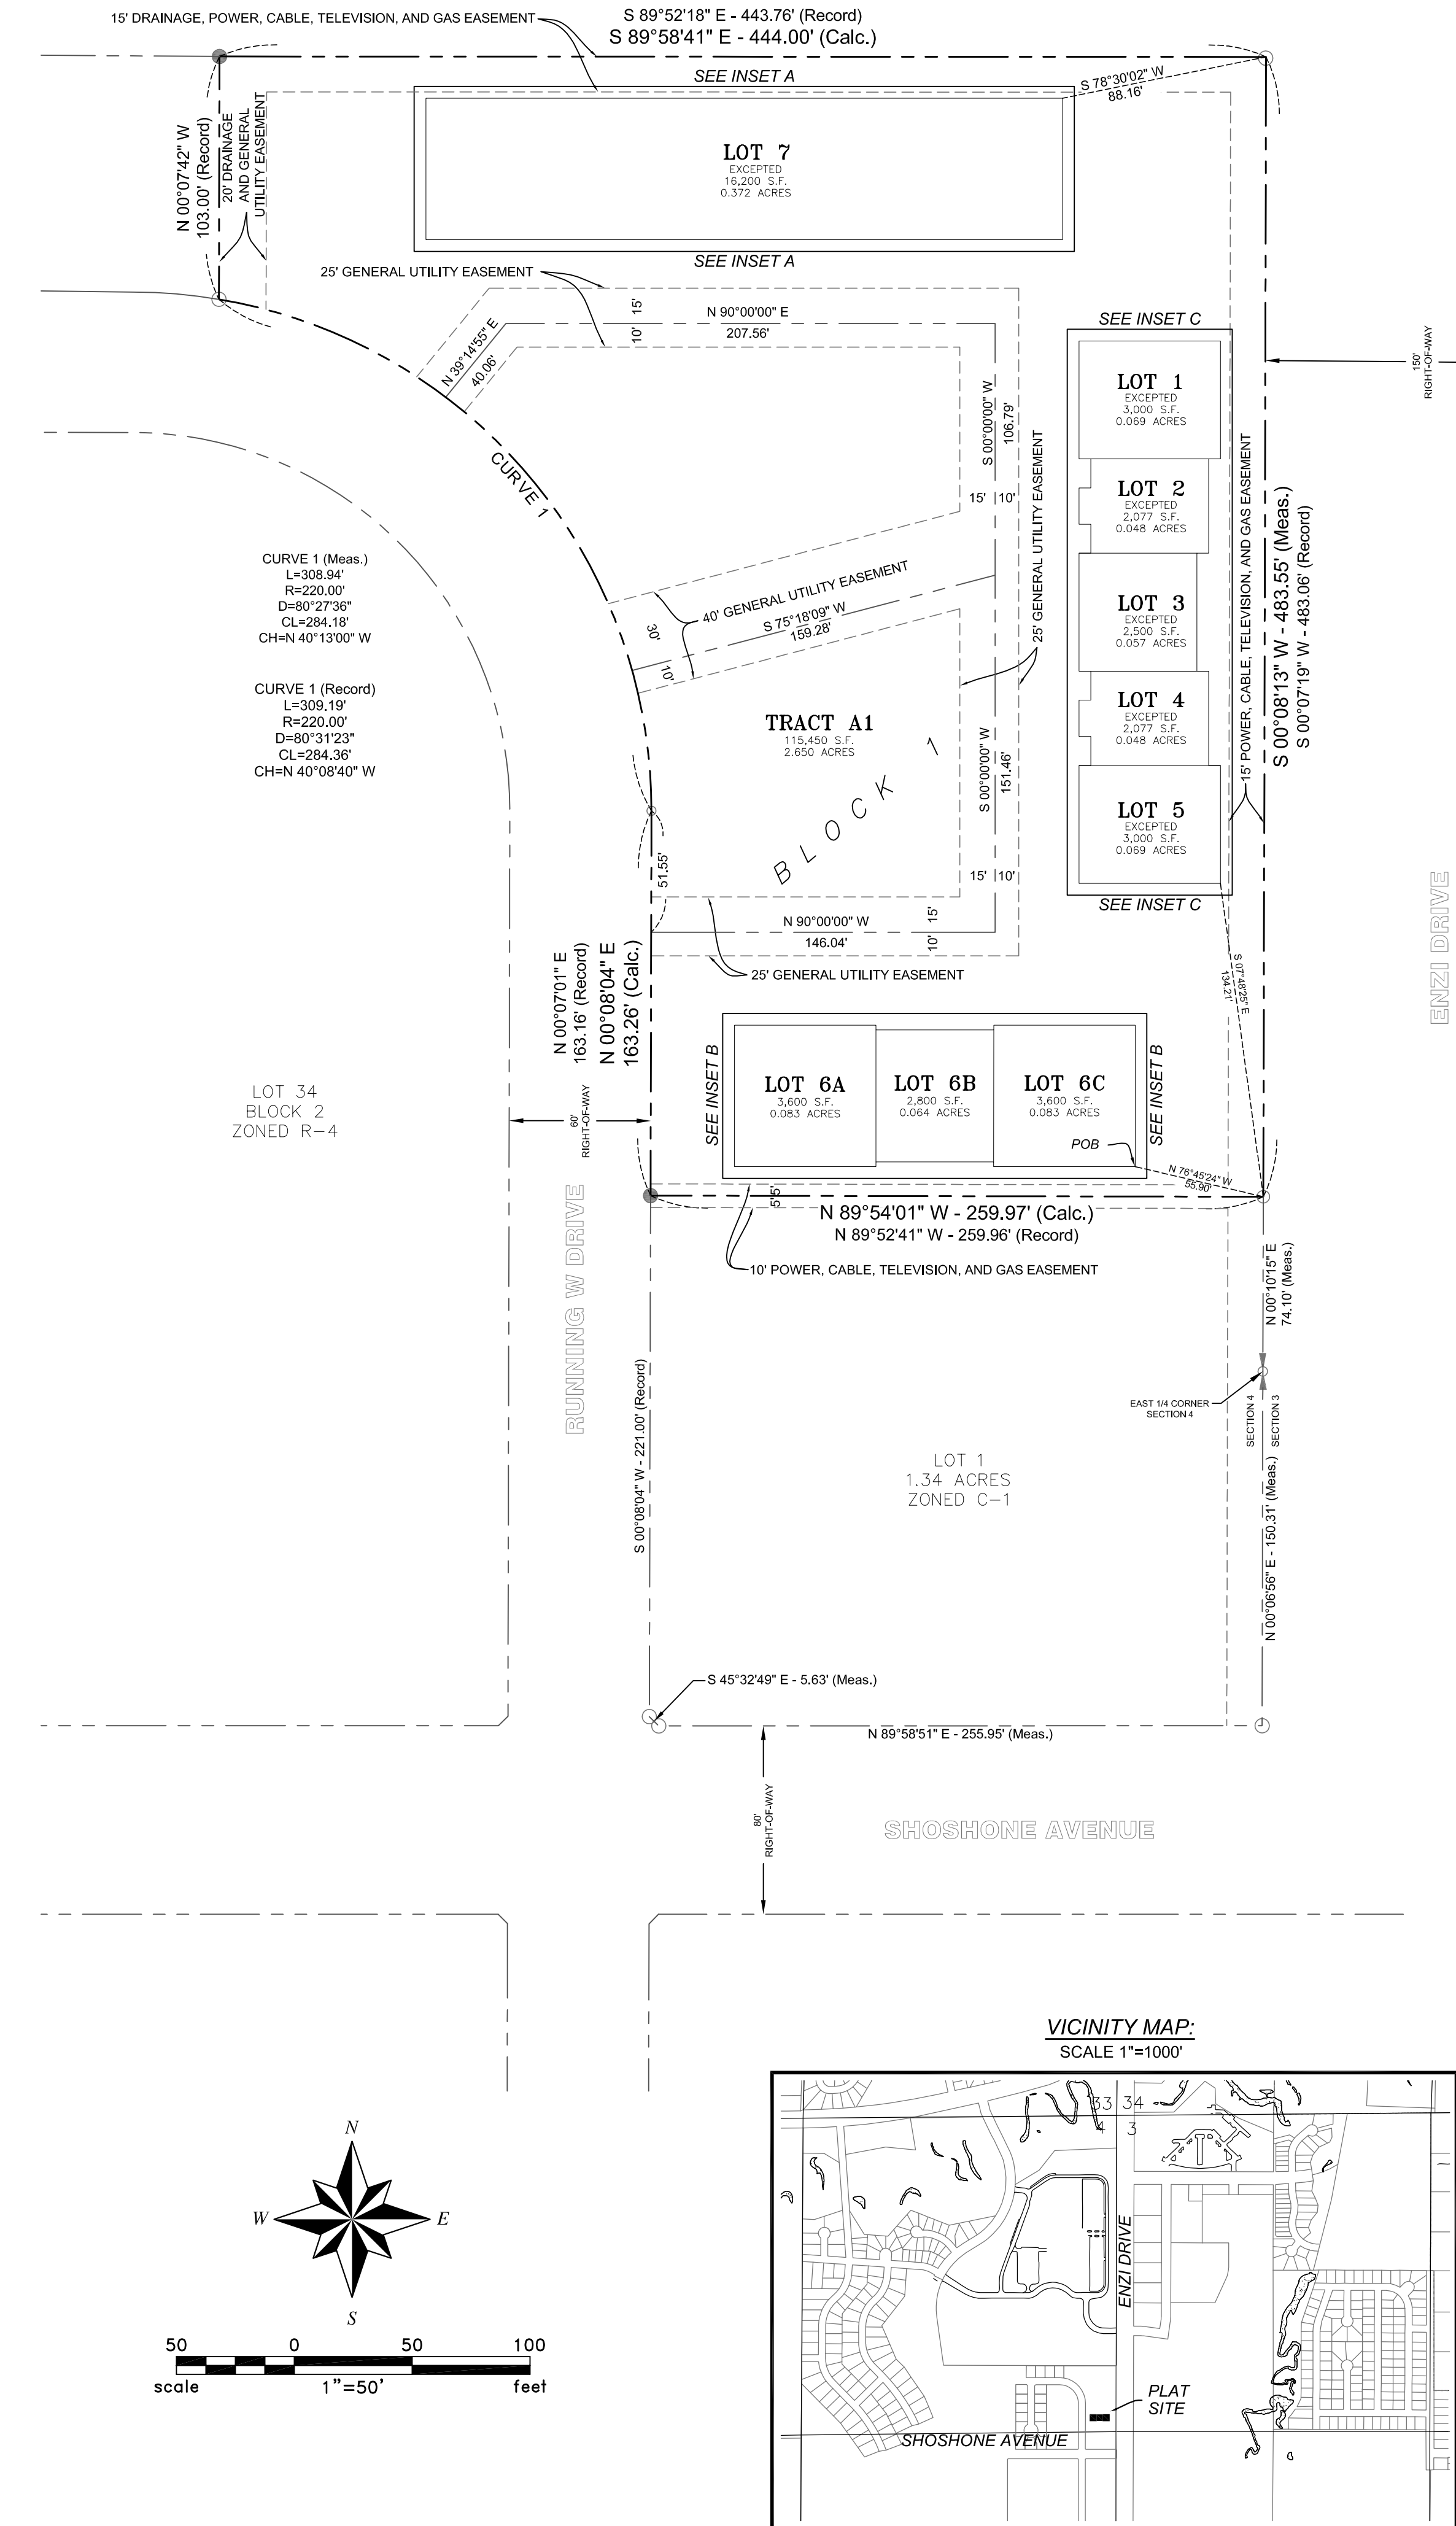 15' DRAINAGE, POWER, CABLE, TELEVISION, AND GAS EASEMENT
S 89°52'18" E - 443.76' (Record)
S 89°58'41" E - 444.00' (Calc.)
SEE INSET A
S 78°30'02" W
88.16'
N 00°07'42" W
103.00' (Record)
20' DRAINAGE
AND GENERAL
UTILITY EASEMENT
LOT 7
EXCEPTED
16,200 S.F.
0.372 ACRES
SEE INSET A
25' GENERAL UTILITY EASEMENT
10' 15'
N 90°00'00" E
207.56'
N 39°14'55" E
40.06'
S 00°00'00" W
106.79'
15' 10'
25' GENERAL UTILITY EASEMENT
CURVE 1
SEE INSET C
LOT 1
EXCEPTED
3,000 S.F.
0.069 ACRES
LOT 2
EXCEPTED
2,077 S.F.
0.048 ACRES
LOT 3
EXCEPTED
2,500 S.F.
0.057 ACRES
LOT 4
EXCEPTED
2,077 S.F.
0.048 ACRES
LOT 5
EXCEPTED
3,000 S.F.
0.069 ACRES
SEE INSET C
15' POWER, CABLE, TELEVISION, AND GAS EASEMENT
S 00°08'13" W - 483.55' (Meas.)
S 00°07'19" W - 483.06' (Record)
150'
RIGHT-OF-WAY
ENZI DRIVE
CURVE 1 (Meas.)
L=308.94'
R=220.00'
D=80°27'36"
CL=284.18'
CH=N 40°13'00" W
CURVE 1 (Record)
L=309.19'
R=220.00'
D=80°31'23"
CL=284.36'
CH=N 40°08'40" W
40' GENERAL UTILITY EASEMENT
S 75°18'09" W
159.28'
30'
10'
TRACT A1
115,450 S.F.
2.650 ACRES
BLOCK 1
S 00°00'00" W
151.46'
15' 10'
51.55'
N 90°00'00" W
146.04'
10' 15'
25' GENERAL UTILITY EASEMENT
N 00°07'01" E
163.16' (Record)
N 00°08'04" E
163.26' (Calc.)
S 07°48'25" E
134.21'
SEE INSET B
LOT 6A
3,600 S.F.
0.083 ACRES
LOT 6B
2,800 S.F.
0.064 ACRES
LOT 6C
3,600 S.F.
0.083 ACRES
SEE INSET B
POB
N 76°45'24" W
55.90'
LOT 34
BLOCK 2
ZONED R-4
60'
RIGHT-OF-WAY
5' 5'
N 89°54'01" W - 259.97' (Calc.)
N 89°52'41" W - 259.96' (Record)
10' POWER, CABLE, TELEVISION, AND GAS EASEMENT
RUNNING W DRIVE
N 00°10'15" E
74.10' (Meas.)
EAST 1/4 CORNER
SECTION 4
SECTION 4
SECTION 3
S 00°08'04" W - 221.00' (Record)
LOT 1
1.34 ACRES
ZONED C-1
N 00°06'56" E - 150.31' (Meas.)
S 45°32'49" E - 5.63' (Meas.)
N 89°58'51" E - 255.95' (Meas.)
80'
RIGHT-OF-WAY
SHOSHONE AVENUE
VICINITY MAP:
SCALE 1"=1000'
33 34
4 3
ENZI DRIVE
PLAT
SITE
SHOSHONE AVENUE
N
W E
S
50 0 50 100
scale 1"=50' feet